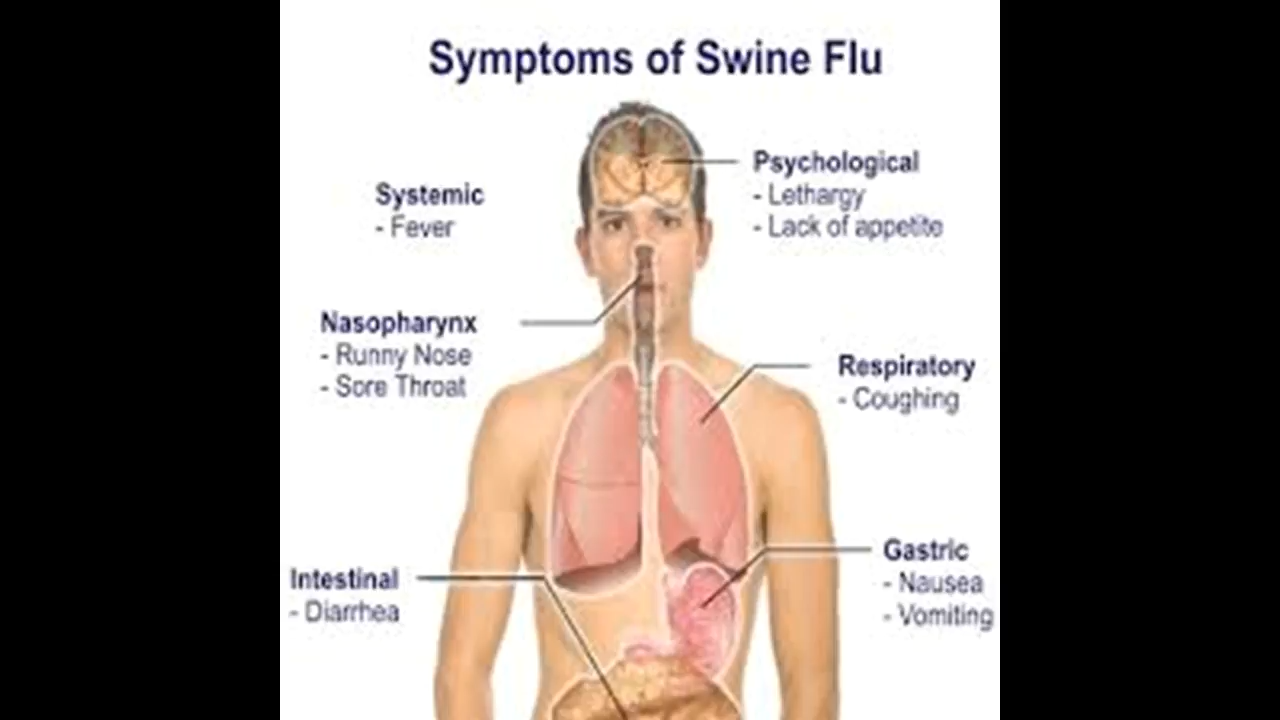 Symptoms of Swine Flu
Systemic
- Fever
Psychological
- Lethargy
- Lack of appetite
Nasopharynx
- Runny Nose
- Sore Throat
Respiratory
- Coughing
Gastric
- Nausea
- Vomiting
Intestinal
- Diarrhea